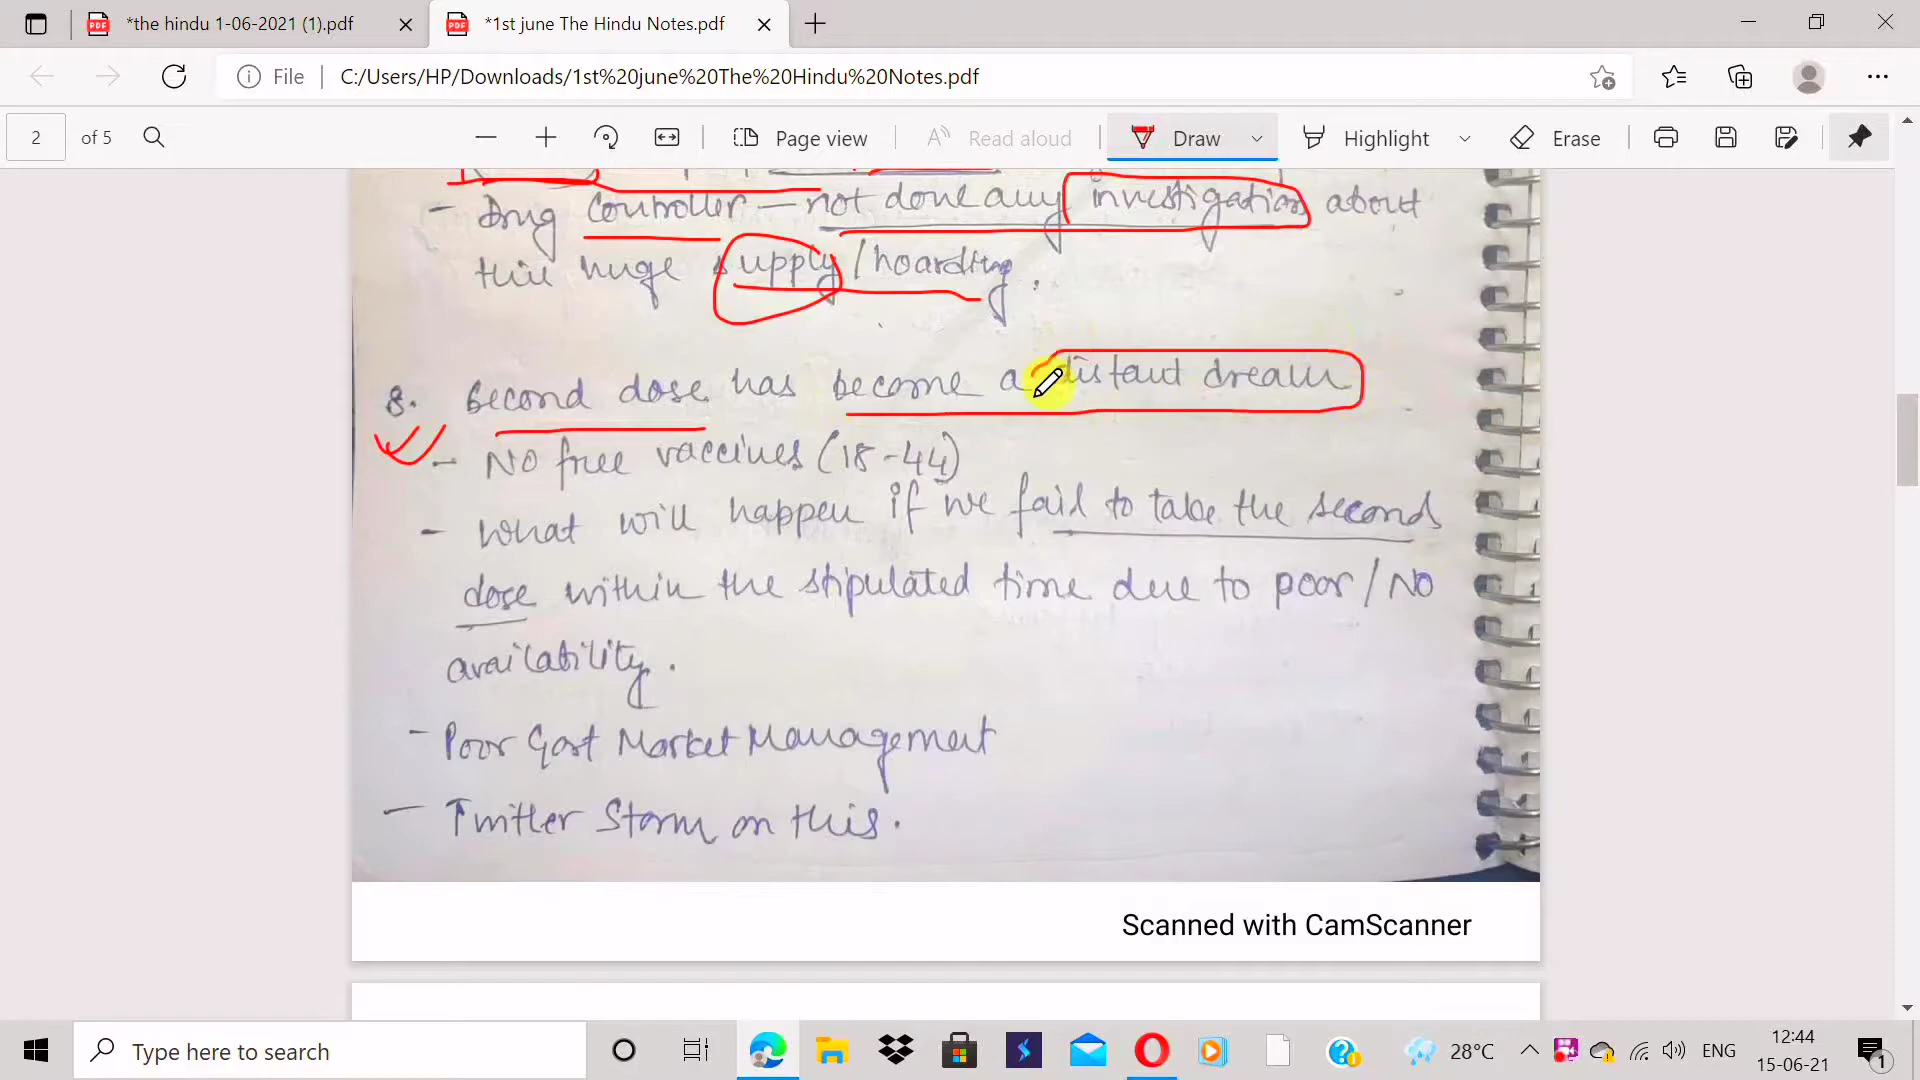 *the hindu 1-06-2021 (1).pdf
*1st june The Hindu Notes.pdf
File
C:/Users/HP/Downloads/1st%20june%20The%20Hindu%20Notes.pdf
2 of 5
Page view
Read aloud
Draw
Highlight
Erase
- Drug controller — not done any investigation about
this huge supply / hoarding.
8. Second dose has become a distant dream
- No free vaccines (18-44)
- What will happen if we fail to take the second
dose within the stipulated time due to poor / No
availability.
- Poor Govt Market Management
- Twitter Storm on this.
Scanned with CamScanner
Type here to search
28°C
ENG
12:44
15-06-21
1